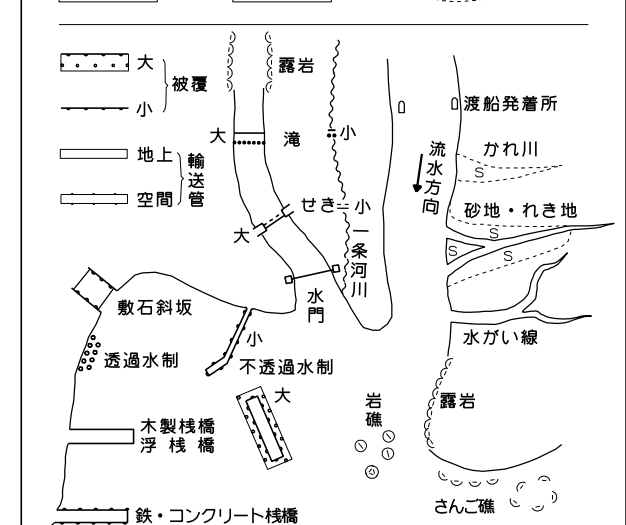 大
被覆
小
地上
輸送管
空間
露岩
大
滝
小
せき
小
大
一条河川
水門
流水方向
渡船発着所
かれ川
S
砂地・れき地
S
S
S
水がい線
敷石斜坂
透過水制
小
不透過水制
大
岩礁
露岩
木製桟橋
浮桟橋
さんご礁
鉄・コンクリート桟橋